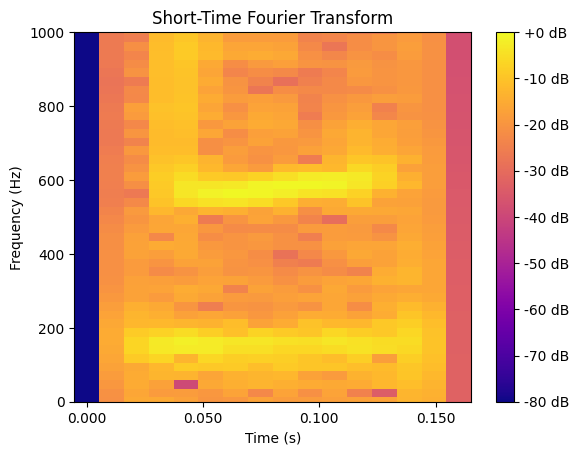 Short-Time Fourier Transform
1000
800
600
400
200
0
Frequency (Hz)
0.000
0.050
0.100
0.150
Time (s)
+0 dB
-10 dB
-20 dB
-30 dB
-40 dB
-50 dB
-60 dB
-70 dB
-80 dB